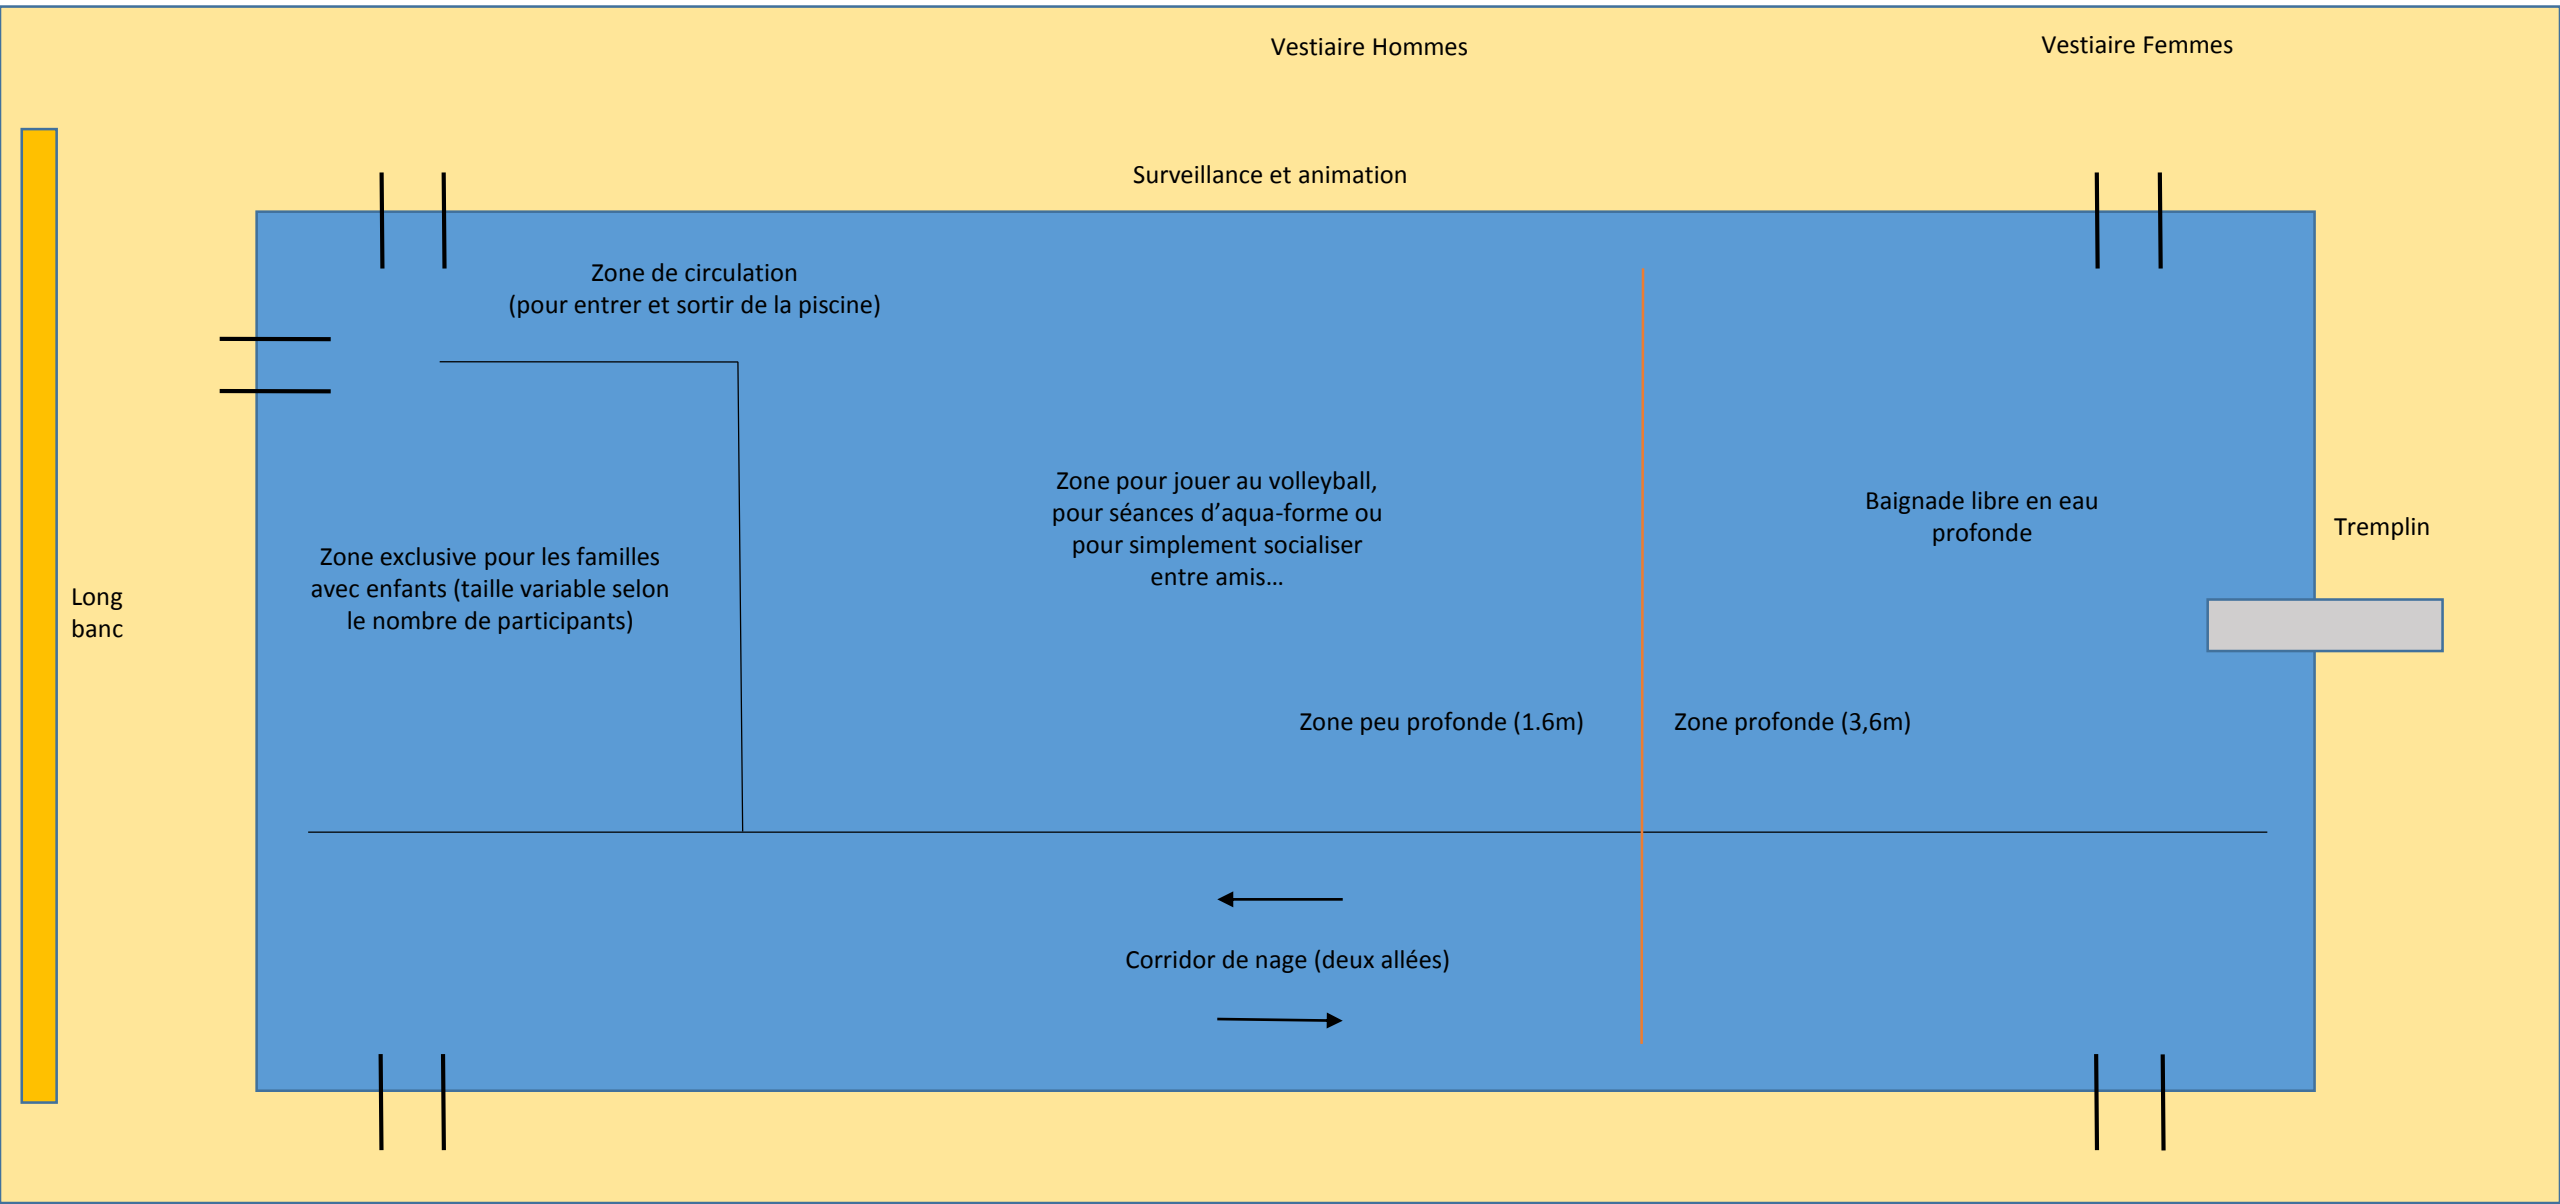 Vestiaire Hommes
Vestiaire Femmes
Surveillance et animation
Zone de circulation
(pour entrer et sortir de la piscine)
Zone pour jouer au volleyball,
pour séances d’aqua-forme ou
pour simplement socialiser
entre amis…
Baignade libre en eau
profonde
Tremplin
Zone exclusive pour les familles
avec enfants (taille variable selon
le nombre de participants)
Long
banc
Zone peu profonde (1.6m)
Zone profonde (3,6m)
Corridor de nage (deux allées)